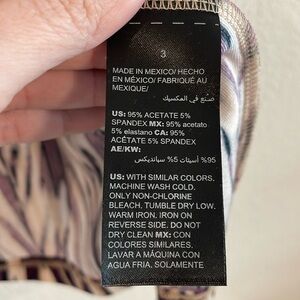 3
MADE IN MEXICO/ HECHO
EN MÉXICO/ FABRIQUÉ AU
MEXIQUE/
صنع في المكسيك
US: 95% ACETATE 5%
SPANDEX MX: 95% acetato
5% elastano CA: 95%
ACÉTATE 5% SPANDEX
AE/KW:
95% أسيتات 5% سبانديكس
US: WITH SIMILAR COLORS.
MACHINE WASH COLD.
ONLY NON-CHLORINE
BLEACH. TUMBLE DRY LOW.
WARM IRON. IRON ON
REVERSE SIDE. DO NOT
DRY CLEAN MX: CON
COLORES SIMILARES.
LAVAR A MÁQUINA CON
AGUA FRIA. SOLAMENTE